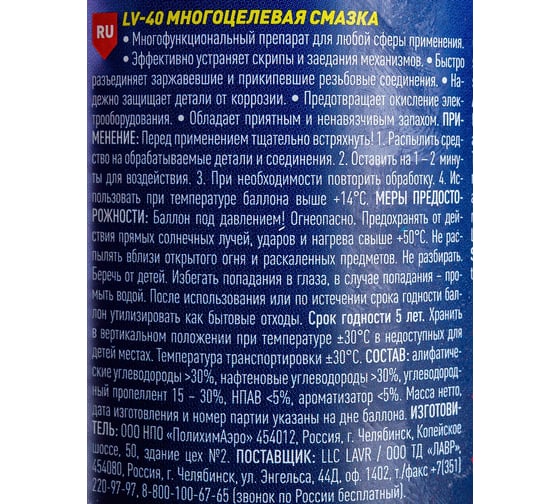 RU
LV-40 МНОГОЦЕЛЕВАЯ СМАЗКА
• Многофункциональный препарат для любой сферы применения.
• Эффективно устраняет скрипы и заедания механизмов. • Быстро
разъединяет заржавевшие и прикипевшие резьбовые соединения. • На-
дежно защищает детали от коррозии. • Предотвращает окисление элек-
трооборудования. • Обладает приятным и ненавязчивым запахом. ПРИ-
МЕНЕНИЕ: Перед применением тщательно встряхнуть! 1. Распылить сред-
ство на обрабатываемые детали и соединения. 2. Оставить на 1 – 2 мину-
ты для воздействия. 3. При необходимости повторить обработку. 4. Ис-
пользовать при температуре баллона выше +14°С. МЕРЫ ПРЕДОСТО-
РОЖНОСТИ: Баллон под давлением! Огнеопасно. Предохранять от дей-
ствия прямых солнечных лучей, ударов и нагрева свыше +50°С. Не рас-
пылять вблизи открытого огня и раскаленных предметов. Не разбирать.
Беречь от детей. Избегать попадания в глаза, в случае попадания – про-
мыть водой. После использования или по истечении срока годности бал-
лон утилизировать как бытовые отходы. Срок годности 5 лет. Хранить
в вертикальном положении при температуре ±30°С в недоступных для
детей местах. Температура транспортировки ±30°С. СОСТАВ: алифатиче-
ские углеводороды >30%, нафтеновые углеводороды >30%, углеводород-
ный пропеллент 15 – 30%, НПАВ <5%, ароматизатор <5%. Масса нетто,
дата изготовления и номер партии указаны на дне баллона. ИЗГОТОВИ-
ТЕЛЬ: ООО НПО «ПолихимАэро» 454012, Россия, г. Челябинск, Копейское
шоссе, 50, здание цех №2. ПОСТАВЩИК: LLC LAVR / ООО ТД «ЛАВР»,
454080, Россия, г. Челябинск, ул. Энгельса, 44Д, оф. 1402, т./факс +7(351)
220-97-97, 8-800-100-67-65 (звонок по России бесплатный).